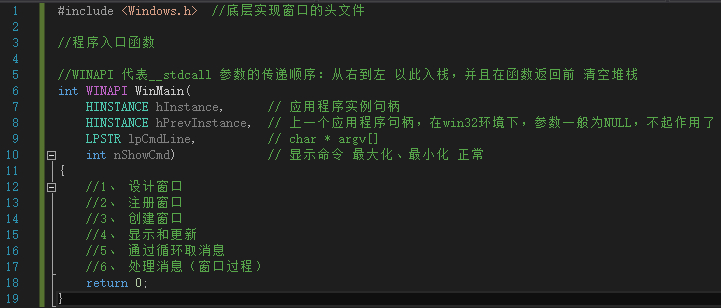 1 #include <Windows.h> //底层实现窗口的头文件
2
3 //程序入口函数
4
5 //WINAPI 代表__stdcall 参数的传递顺序：从右到左 以此入栈，并且在函数返回前 清空堆栈
6 int WINAPI WinMain(
7 HINSTANCE hInstance, // 应用程序实例句柄
8 HINSTANCE hPrevInstance, // 上一个应用程序句柄，在win32环境下，参数一般为NULL，不起作用了
9 LPSTR lpCmdLine, // char * argv[]
10 int nShowCmd) // 显示命令 最大化、最小化 正常
11 {
12 //1、 设计窗口
13 //2、 注册窗口
14 //3、 创建窗口
15 //4、 显示和更新
16 //5、 通过循环取消息
17 //6、 处理消息（窗口过程）
18 return 0;
19 }